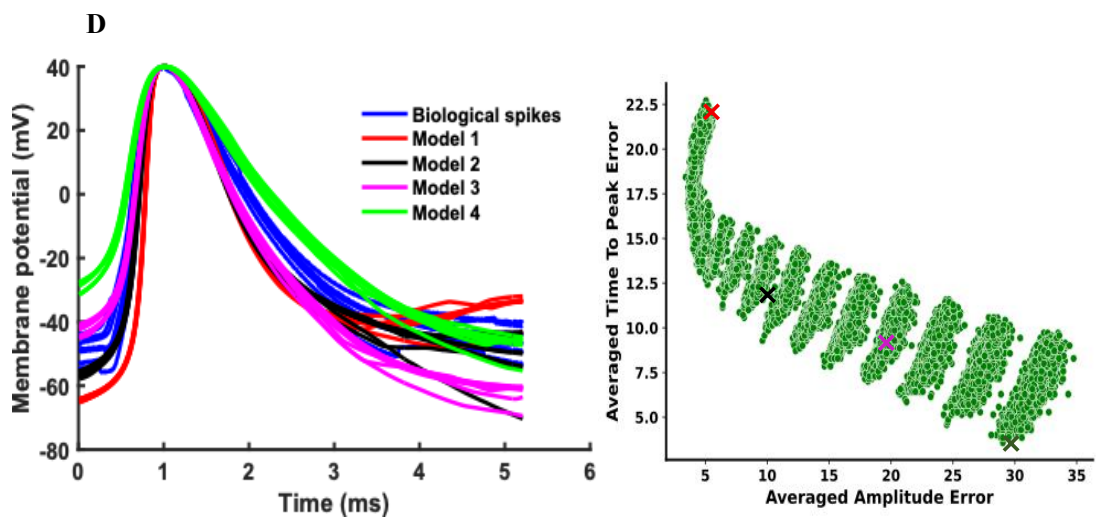 D
Membrane potential (mV)
40
20
0
-20
-40
-60
-80
0
1
2
3
4
5
6
Time (ms)
Biological spikes
Model 1
Model 2
Model 3
Model 4
Averaged Time To Peak Error
22.5
20.0
17.5
15.0
12.5
10.0
7.5
5.0
5
10
15
20
25
30
35
Averaged Amplitude Error